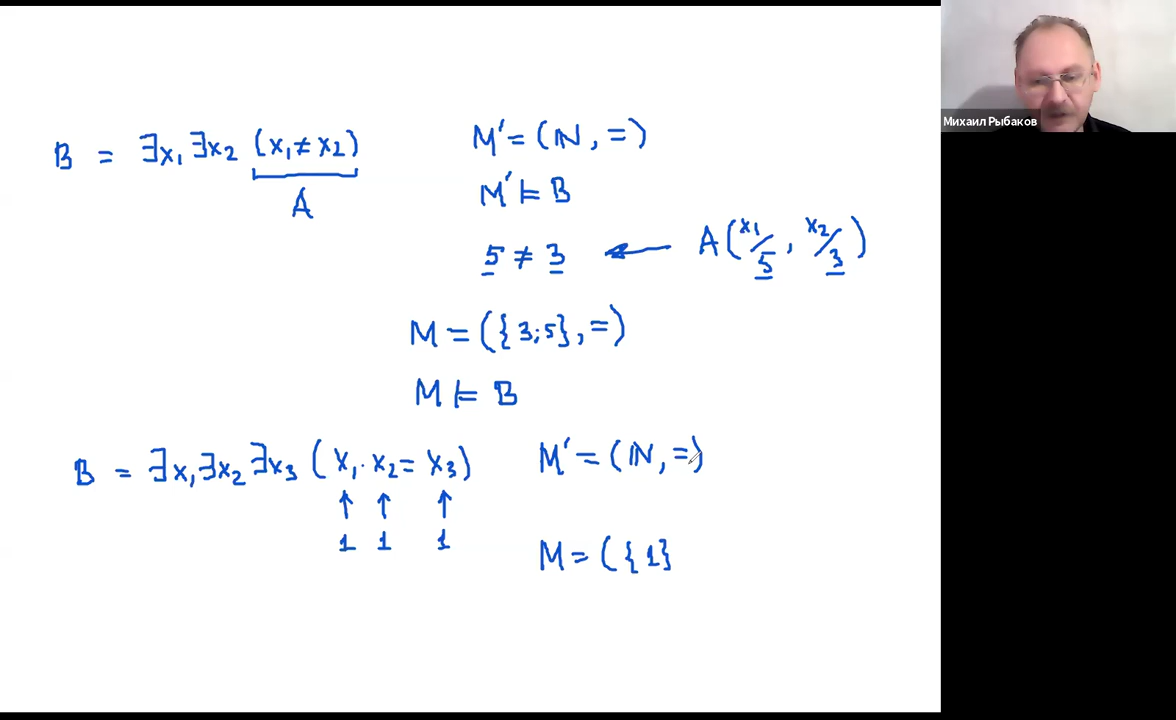 B = ∃x₁ ∃x₂ (x₁ ≠ x₂)
A
M' = (ℕ, =)
M' ⊨ B
5 ≠ 3 ← A(x₁/5, x₂/3)
M = ({3;5}, =)
M ⊨ B
B = ∃x₁ ∃x₂ ∃x₃ (x₁ · x₂ = x₃)
↑ ↑ ↑
1 1 1
M' = (ℕ, =)
M = ({1}
Михаил Рыбаков